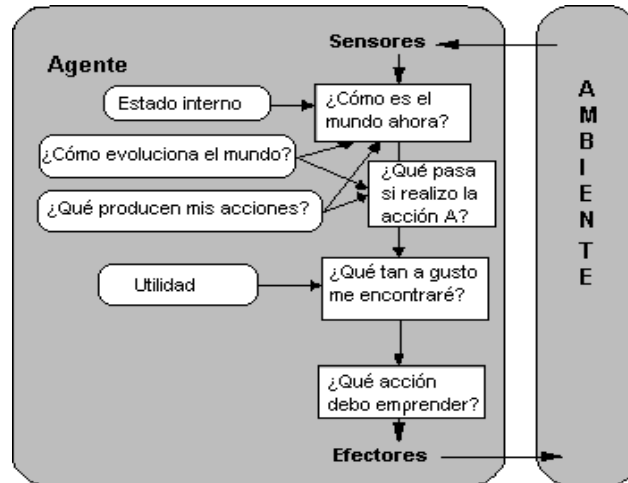 Sensores
Agente
Estado interno
¿Cómo es el
mundo ahora?
¿Cómo evoluciona el mundo?
¿Qué pasa
si realizo la
acción A?
¿Qué producen mis acciones?
Utilidad
¿Qué tan a gusto
me encontraré?
¿Qué acción
debo emprender?
Efectores
A
M
B
I
E
N
T
E